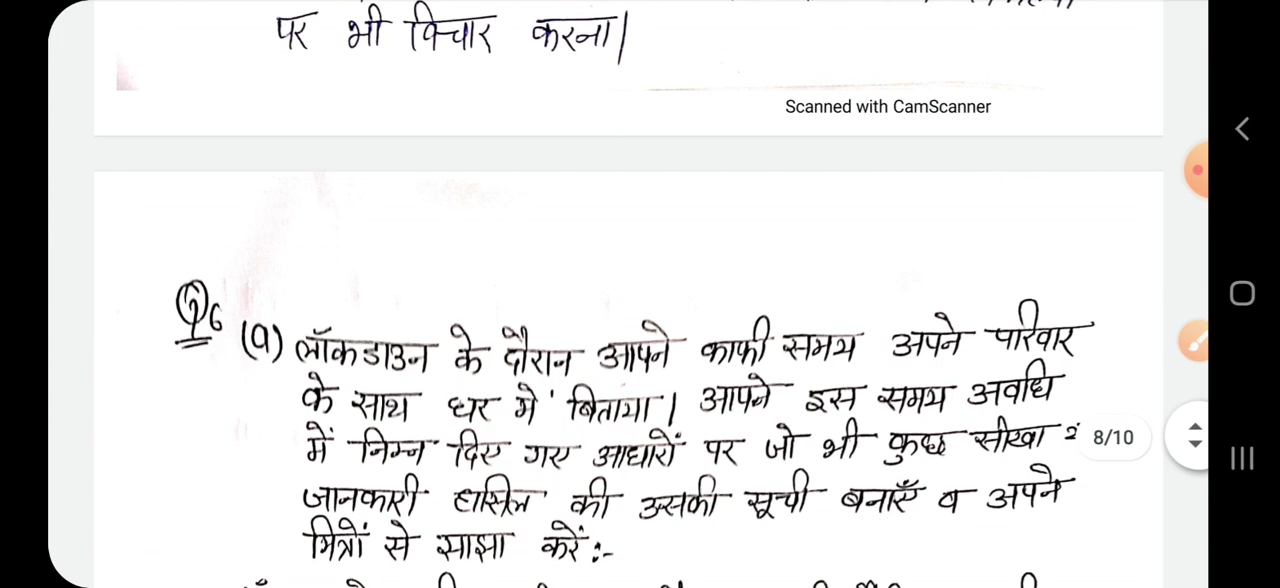 पर भी विचार करना।
Scanned with CamScanner
Q6 (a) लॉकडाउन के दौरान आपने काफी समय अपने परिवार
के साथ घर में बिताया। आपने इस समय अवधि
में निम्न दिए गए आधारों पर जो भी कुछ सीखा
8/10
जानकारी हासिल की उसकी सूची बनाएँ व अपने
मित्रों से साझा करें :-